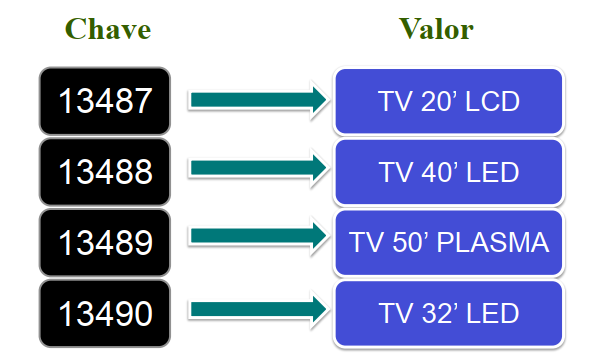 Chave Valor
13487 TV 20’ LCD
13488 TV 40’ LED
13489 TV 50’ PLASMA
13490 TV 32’ LED